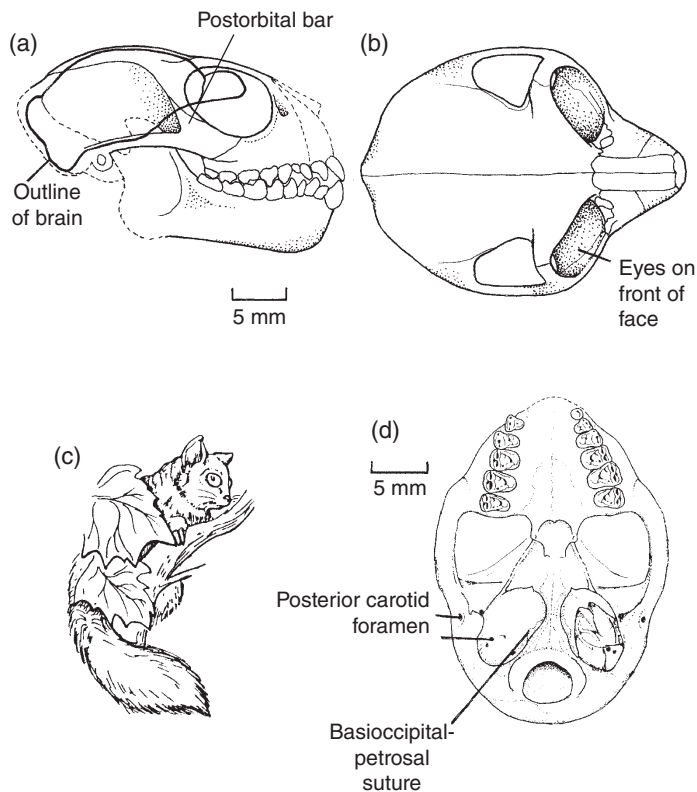 (a)
Postorbital bar
(b)
Outline
of brain
5 mm
Eyes on
front of
face
(c)
(d)
5 mm
Posterior carotid
foramen
Basioccipital-
petrosal
suture